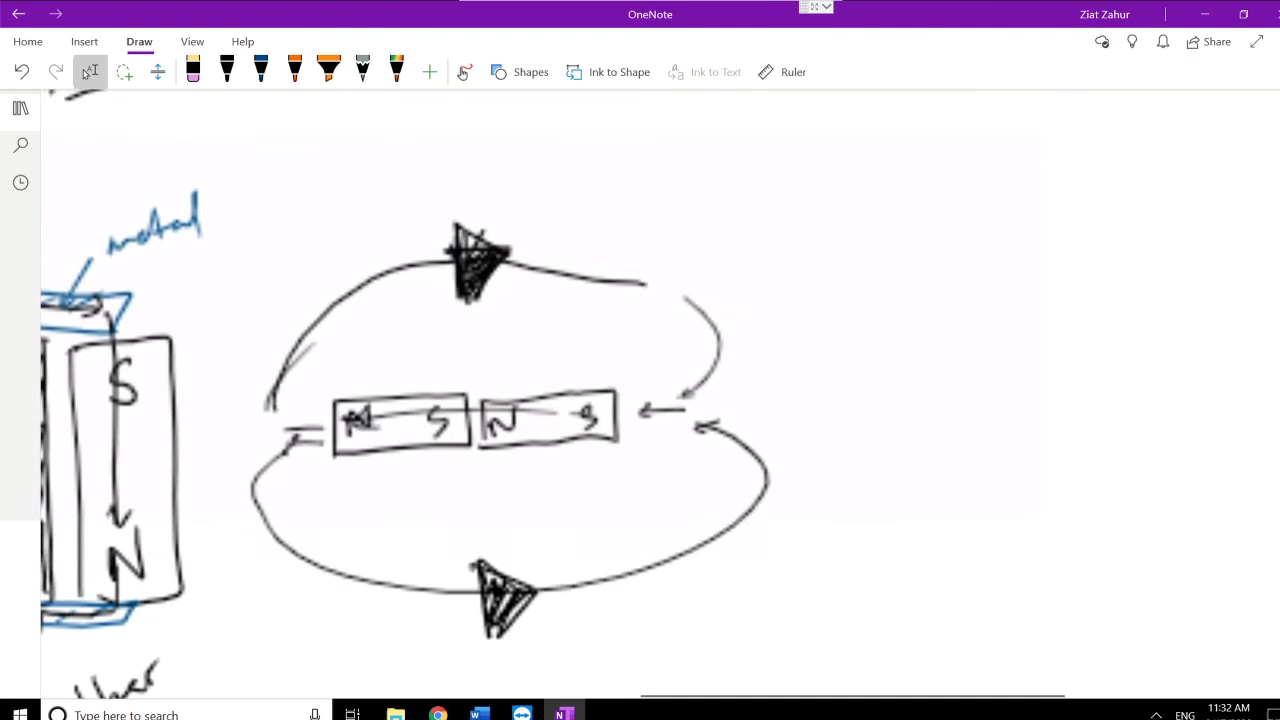 OneNote
Ziat Zahur
Home Insert Draw View Help
Share
Shapes Ink to Shape Ink to Text Ruler
metal
S
N
N S N S
Type here to search
11:32 AM
ENG